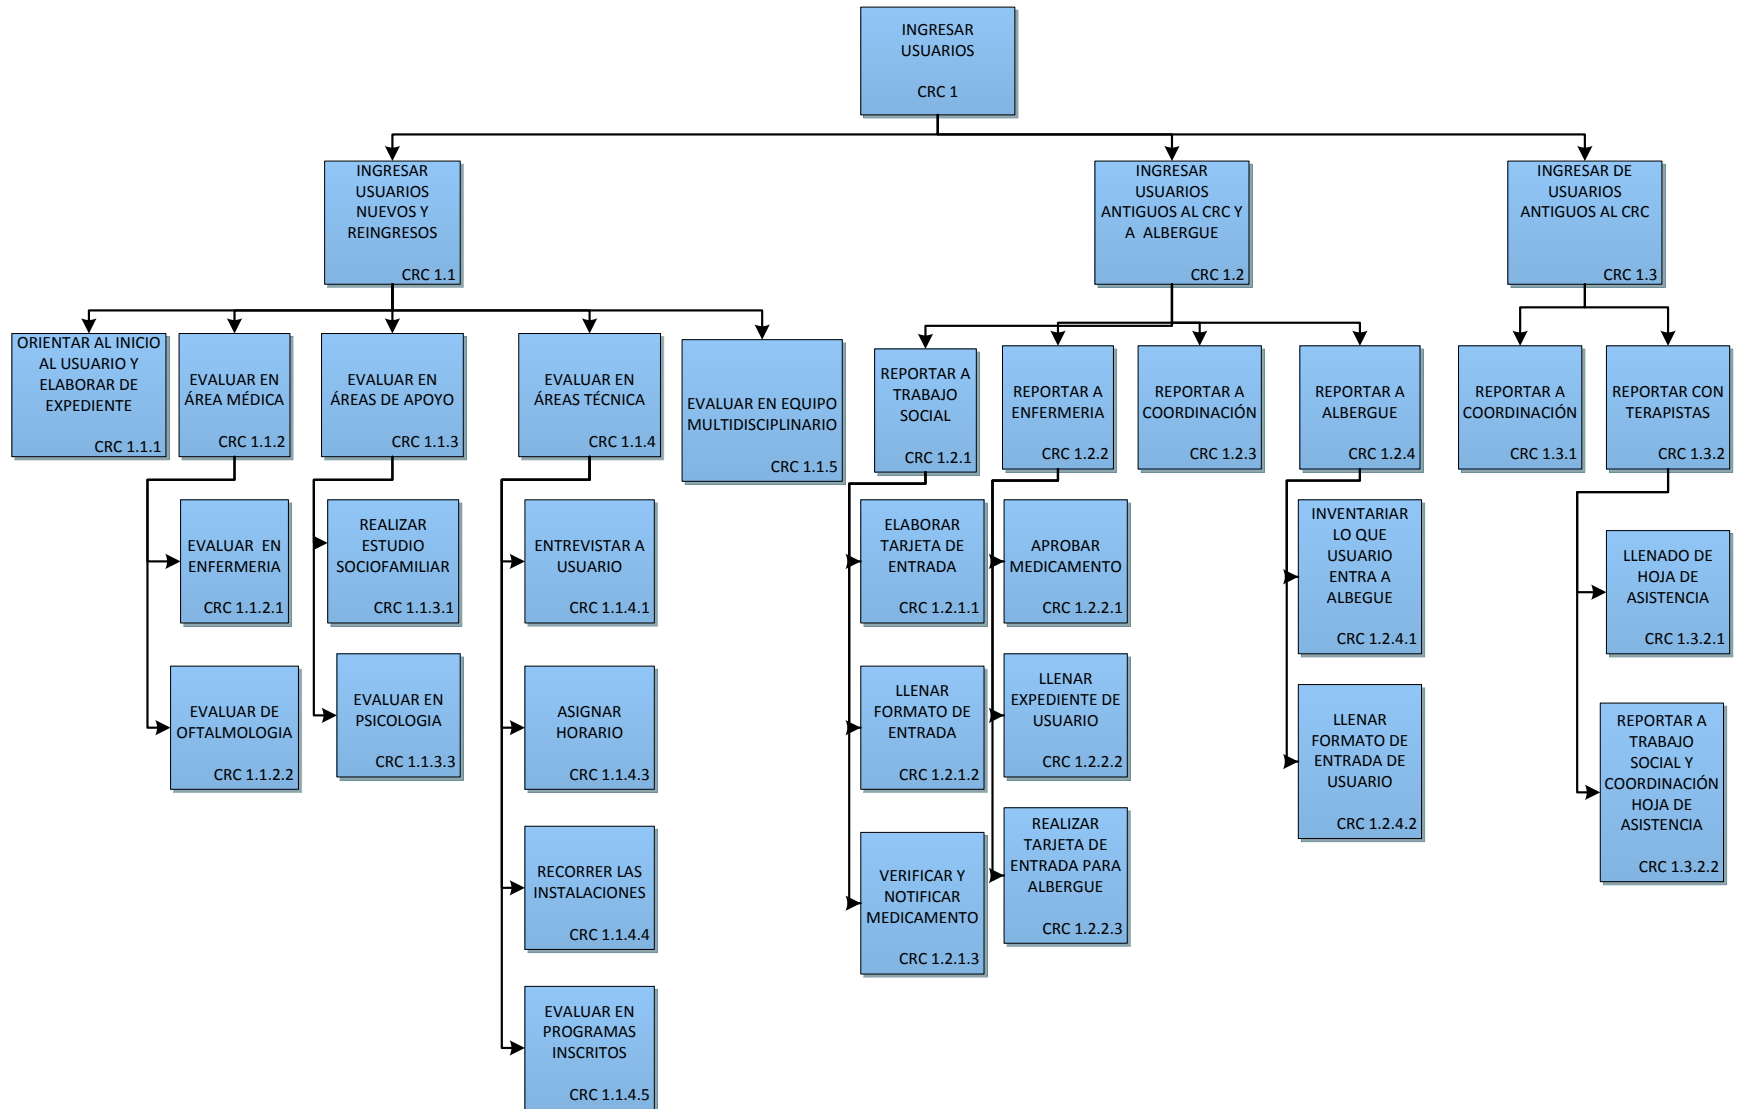 INGRESAR
USUARIOS
CRC 1
INGRESAR
USUARIOS
NUEVOS Y
REINGRESOS
CRC 1.1
INGRESAR
USUARIOS
ANTIGUOS AL CRC Y
A ALBERGUE
CRC 1.2
INGRESAR DE
USUARIOS
ANTIGUOS AL CRC
CRC 1.3
ORIENTAR AL INICIO
AL USUARIO Y
ELABORAR DE
EXPEDIENTE
CRC 1.1.1
EVALUAR EN
ÁREA MÉDICA
CRC 1.1.2
EVALUAR EN
ÁREAS DE APOYO
CRC 1.1.3
EVALUAR EN
ÁREAS TÉCNICA
CRC 1.1.4
EVALUAR EN EQUIPO
MULTIDISCIPLINARIO
CRC 1.1.5
REPORTAR A
TRABAJO
SOCIAL
CRC 1.2.1
REPORTAR A
ENFERMERIA
CRC 1.2.2
REPORTAR A
COORDINACIÓN
CRC 1.2.3
REPORTAR A
ALBERGUE
CRC 1.2.4
REPORTAR A
COORDINACIÓN
CRC 1.3.1
REPORTAR CON
TERAPISTAS
CRC 1.3.2
EVALUAR EN
ENFERMERIA
CRC 1.1.2.1
REALIZAR
ESTUDIO
SOCIOFAMILIAR
CRC 1.1.3.1
ENTREVISTAR A
USUARIO
CRC 1.1.4.1
ELABORAR
TARJETA DE
ENTRADA
CRC 1.2.1.1
APROBAR
MEDICAMENTO
CRC 1.2.2.1
INVENTARIAR
LO QUE
USUARIO
ENTRA A
ALBEGUE
CRC 1.2.4.1
LLENADO DE
HOJA DE
ASISTENCIA
CRC 1.3.2.1
EVALUAR DE
OFTALMOLOGIA
CRC 1.1.2.2
EVALUAR EN
PSICOLOGIA
CRC 1.1.3.3
ASIGNAR
HORARIO
CRC 1.1.4.3
LLENAR
FORMATO DE
ENTRADA
CRC 1.2.1.2
LLENAR
EXPEDIENTE DE
USUARIO
CRC 1.2.2.2
LLENAR
FORMATO DE
ENTRADA DE
USUARIO
CRC 1.2.4.2
REPORTAR A
TRABAJO
SOCIAL Y
COORDINACIÓN
HOJA DE
ASISTENCIA
CRC 1.3.2.2
RECORRER LAS
INSTALACIONES
CRC 1.1.4.4
VERIFICAR Y
NOTIFICAR
MEDICAMENTO
CRC 1.2.1.3
REALIZAR
TARJETA DE
ENTRADA PARA
ALBERGUE
CRC 1.2.2.3
EVALUAR EN
PROGRAMAS
INSCRITOS
CRC 1.1.4.5